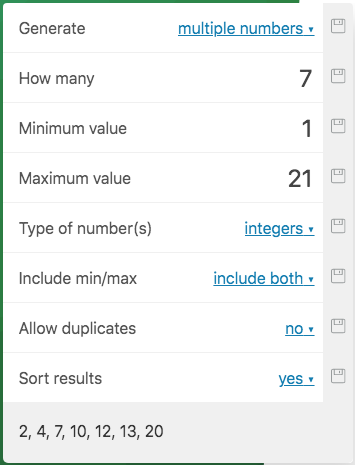 Generate multiple numbers ▾
How many 7
Minimum value 1
Maximum value 21
Type of number(s) integers ▾
Include min/max include both ▾
Allow duplicates no ▾
Sort results yes ▾
2, 4, 7, 10, 12, 13, 20